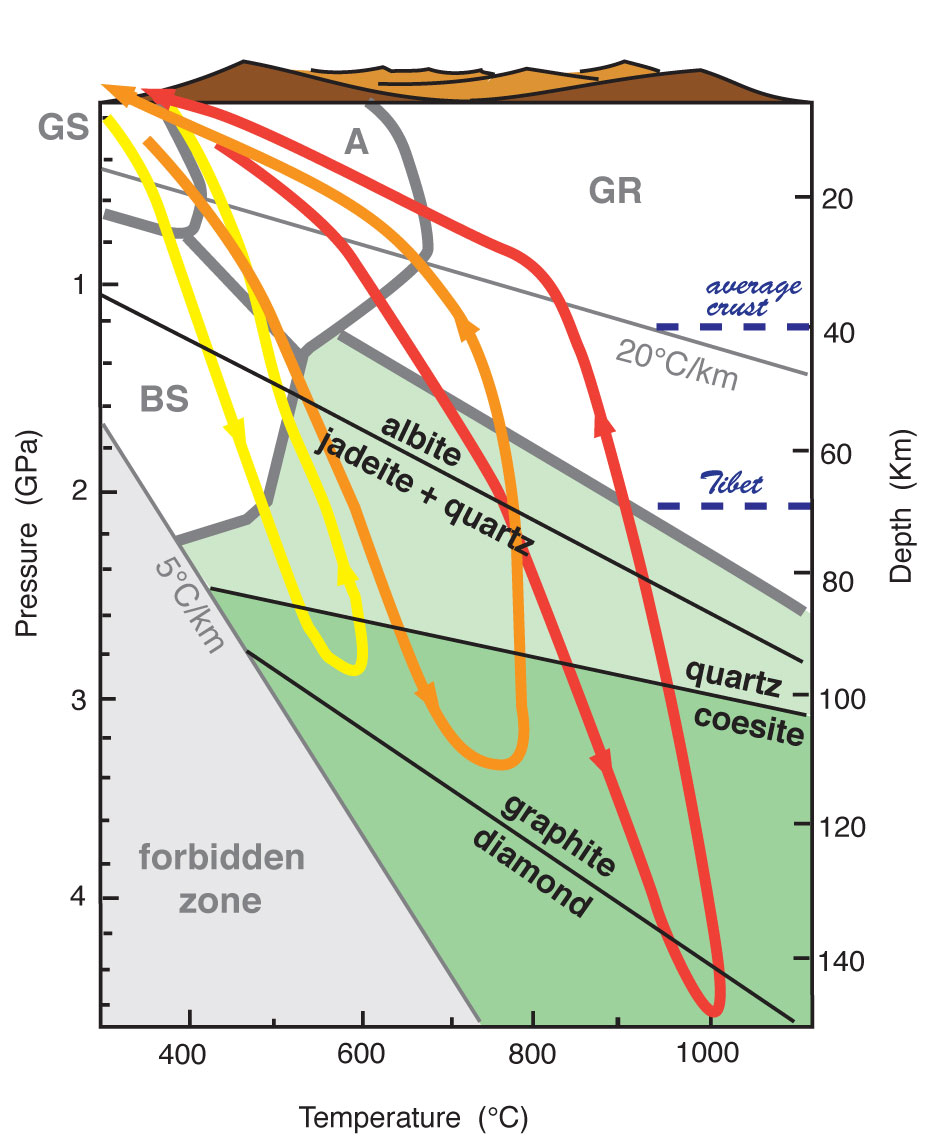 GS
A
GR
20
1
average
crust
40
20°C/km
BS
albite
jadeite + quartz
60
Tibet
2
Pressure (GPa)
Depth (Km)
5°C/km
80
quartz
coesite
3
100
graphite
diamond
120
forbidden
zone
4
140
400
600
800
1000
Temperature (°C)